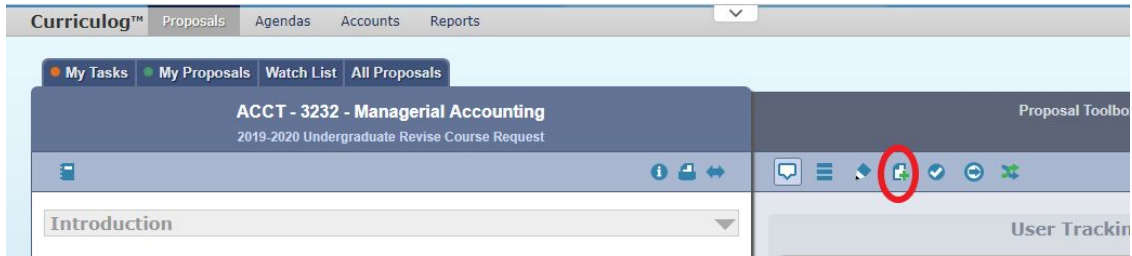 Curriculog™ Proposals Agendas Accounts Reports
My Tasks My Proposals Watch List All Proposals
ACCT - 3232 - Managerial Accounting
2019-2020 Undergraduate Revise Course Request
Proposal Toolbo
Introduction
User Trackin